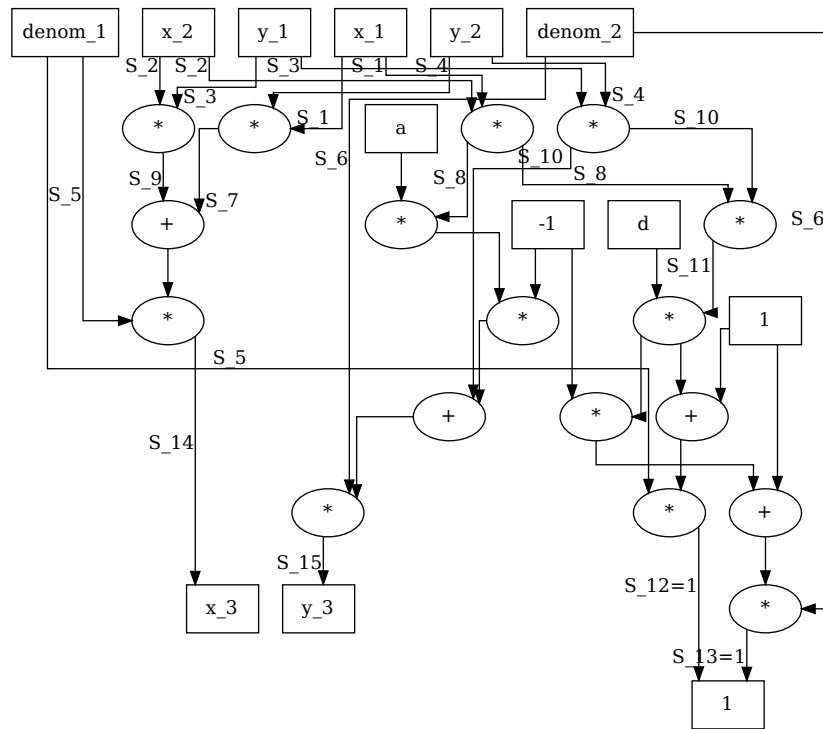 denom_1 x_2 y_1 x_1 y_2 denom_2
S_2 S_2 S_3 S_1 S_4
S_3 S_4
* * * *
S_1 S_10
a
S_6 S_10
S_9 S_8 S_8
S_5 S_7
+ * -1 d * S_6
S_11
* * * 1
S_5
+ * +
S_14
* * +
S_15
S_12=1
x_3 y_3 *
S_13=1
1